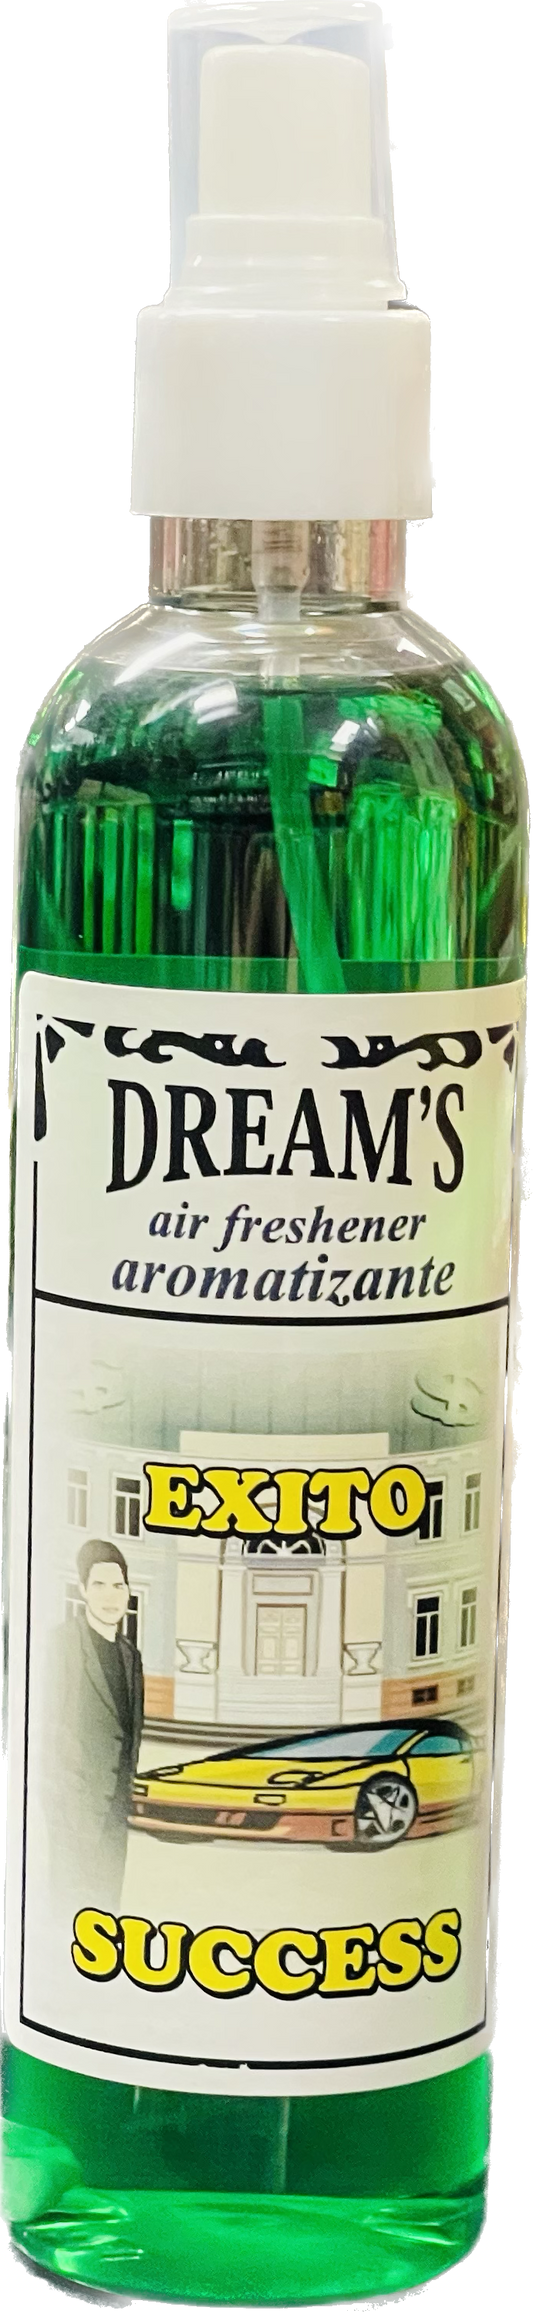 DREAM'S
air freshener
aromatizante
EXITO
SUCCESS